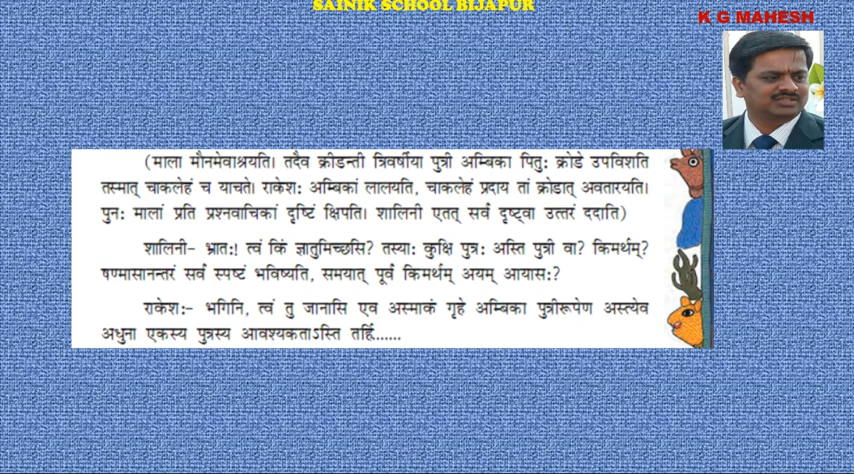 SAINIK SCHOOL BIJAPUR
K G MAHESH
(माला मौनमेवाश्रयति। तदैव क्रीडन्ती त्रिवर्षीया पुत्री अम्बिका पितुः क्रोडे उपविशति
तस्मात् चाकलेहं च याचते। राकेशः अम्बिकां लालयति, चाकलेहं प्रदाय तां क्रोडात् अवतारयति।
पुनः मालां प्रति प्रश्नवाचिकां दृष्टिं क्षिपति। शालिनी एतत् सर्वं दृष्ट्वा उत्तरं ददाति)
शालिनी- भ्रातः! त्वं किं ज्ञातुमिच्छसि? तस्याः कुक्षि पुत्रः अस्ति पुत्री वा? किमर्थम्?
षण्मासानन्तरं सर्वं स्पष्टं भविष्यति, समयात् पूर्वं किमर्थम् अयम् आयासः?
राकेशः- भगिनि, त्वं तु जानासि एव अस्माकं गृहे अम्बिका पुत्रीरूपेण अस्त्येव
अधुना एकस्य पुत्रस्य आवश्यकताऽस्ति तर्हि.......